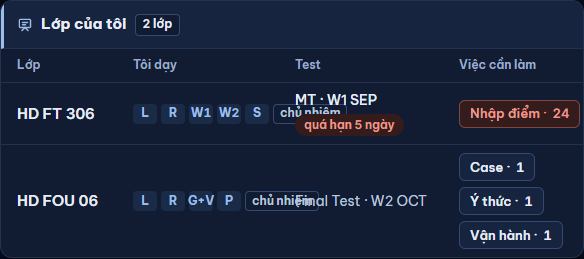 Lớp của tôi 2 lớp
Lớp Tôi dạy Test Việc cần làm
HD FT 306 L R W1 W2 S chủ nhiệm MT · W1 SEP Nhập điểm · 24
quá hạn 5 ngày
Case · 1
HD FOU 06 L R G+V P chủ nhiệm Final Test · W2 OCT Ý thức · 1
Vận hành · 1